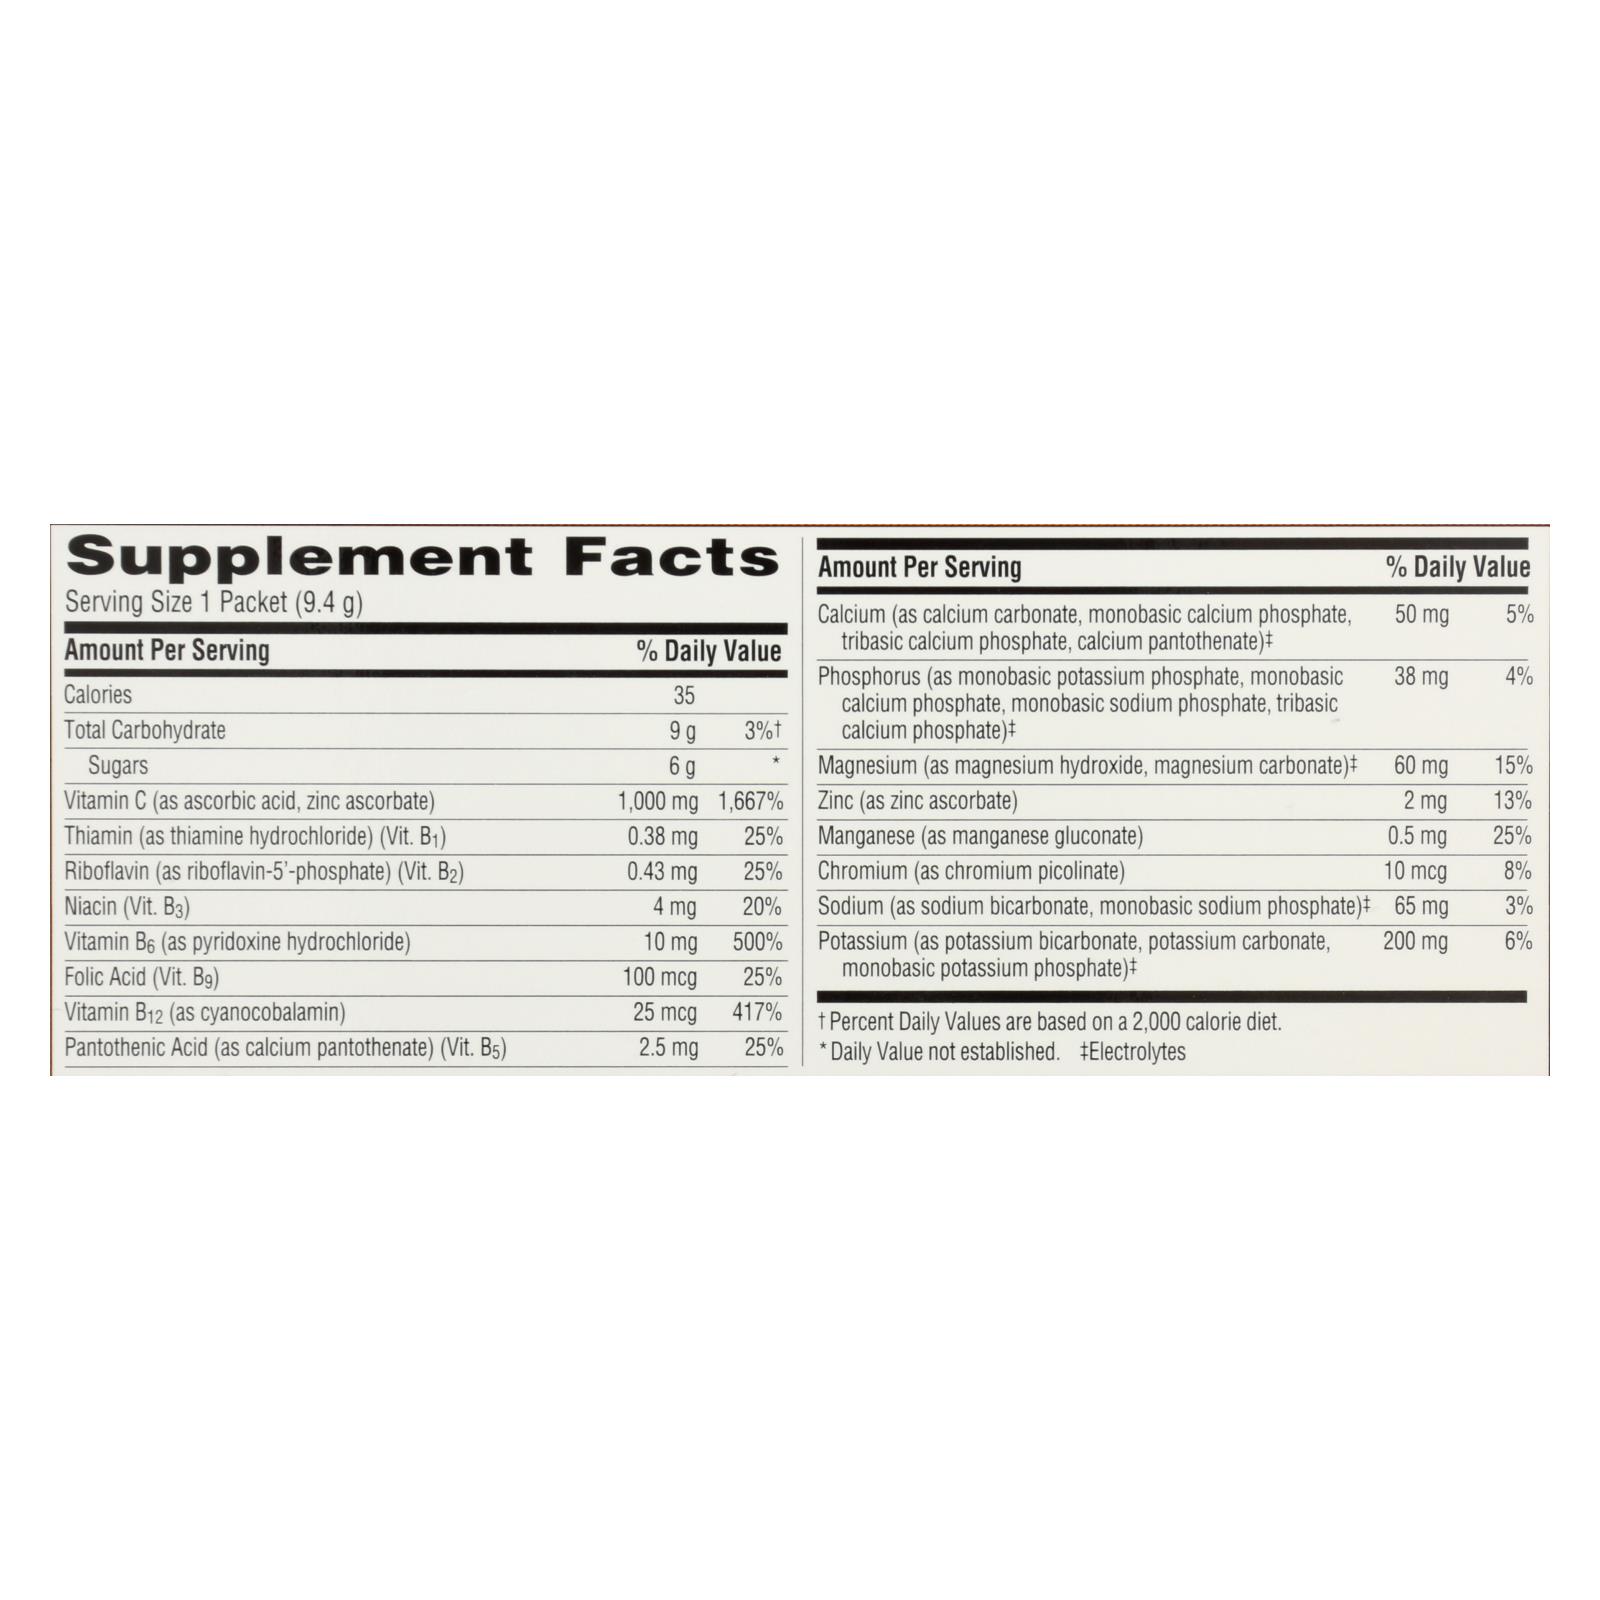 Supplement Facts
Serving Size 1 Packet (9.4 g)
Amount Per Serving % Daily Value
Calories 35
Total Carbohydrate 9 g 3%†
Sugars 6 g *
Vitamin C (as ascorbic acid, zinc ascorbate) 1,000 mg 1,667%
Thiamin (as thiamine hydrochloride) (Vit. B1) 0.38 mg 25%
Riboflavin (as riboflavin-5'-phosphate) (Vit. B2) 0.43 mg 25%
Niacin (Vit. B3) 4 mg 20%
Vitamin B6 (as pyridoxine hydrochloride) 10 mg 500%
Folic Acid (Vit. B9) 100 mcg 25%
Vitamin B12 (as cyanocobalamin) 25 mcg 417%
Pantothenic Acid (as calcium pantothenate) (Vit. B5) 2.5 mg 25%
Amount Per Serving % Daily Value
Calcium (as calcium carbonate, monobasic calcium phosphate, 50 mg 5%
tribasic calcium phosphate, calcium pantothenate)‡
Phosphorus (as monobasic potassium phosphate, monobasic 38 mg 4%
calcium phosphate, monobasic sodium phosphate, tribasic
calcium phosphate)‡
Magnesium (as magnesium hydroxide, magnesium carbonate)‡ 60 mg 15%
Zinc (as zinc ascorbate) 2 mg 13%
Manganese (as manganese gluconate) 0.5 mg 25%
Chromium (as chromium picolinate) 10 mcg 8%
Sodium (as sodium bicarbonate, monobasic sodium phosphate)‡ 65 mg 3%
Potassium (as potassium bicarbonate, potassium carbonate, 200 mg 6%
monobasic potassium phosphate)‡
† Percent Daily Values are based on a 2,000 calorie diet.
* Daily Value not established. ‡Electrolytes